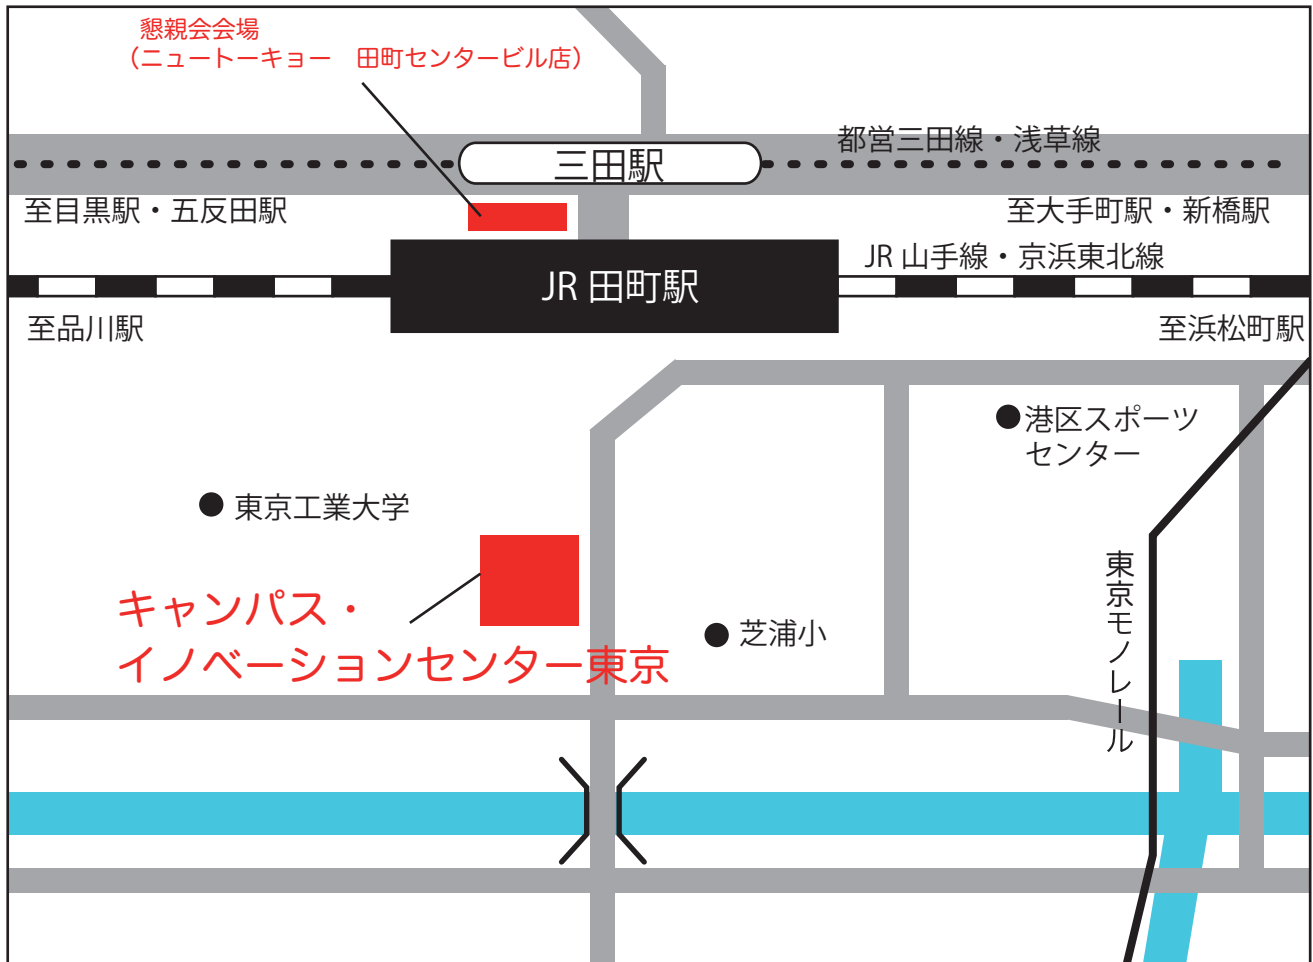 懇親会会場
（ニュートーキョー　田町センタービル店）
都営三田線・浅草線
三田駅
至目黒駅・五反田駅
至大手町駅・新橋駅
JR 山手線・京浜東北線
JR 田町駅
至品川駅
至浜松町駅
港区スポーツ
センター
東京工業大学
東京モノレール
キャンパス・
イノベーションセンター東京
芝浦小